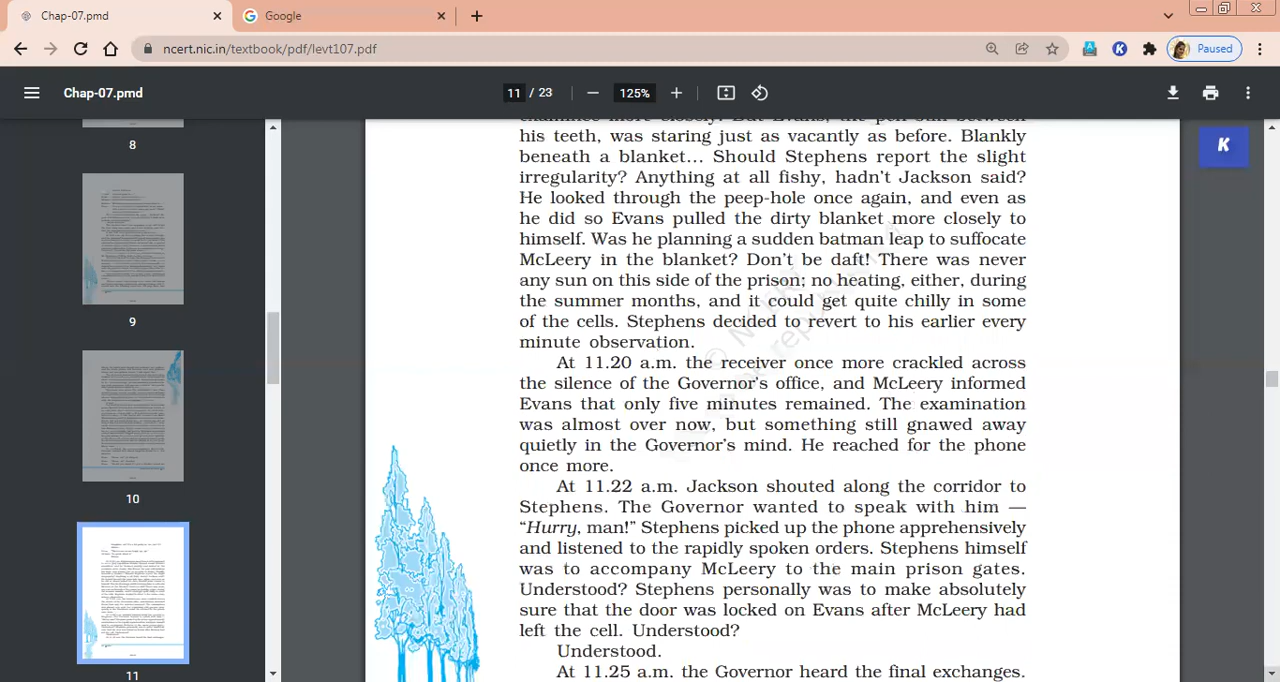 Chap-07.pmd
Google
ncert.nic.in/textbook/pdf/levt107.pdf
Paused
Chap-07.pmd
11 / 23
125%
8
9
10
11
K
examine more closely? But Evans, the pen still between
his teeth, was staring just as vacantly as before. Blankly
beneath a blanket... Should Stephens report the slight
irregularity? Anything at all fishy, hadn't Jackson said?
He looked through the peep-hole once again, and even as
he did so Evans pulled the dirty blanket more closely to
himself. Was he planning a sudden batman leap to suffocate
McLeery in the blanket? Don't be daft! There was never
any sun on this side of the prison; no heating, either, during
the summer months, and it could get quite chilly in some
of the cells. Stephens decided to revert to his earlier every
minute observation.
At 11.20 a.m. the receiver once more crackled across
the silence of the Governor's office, and McLeery informed
Evans that only five minutes remained. The examination
was almost over now, but something still gnawed away
quietly in the Governor's mind. He reached for the phone
once more.
At 11.22 a.m. Jackson shouted along the corridor to
Stephens. The Governor wanted to speak with him —
“Hurry, man!” Stephens picked up the phone apprehensively
and listened to the rapidly spoken orders. Stephens himself
was to accompany McLeery to the main prison gates.
Understood? Stephens personally was to make absolutely
sure that the door was locked on Evans after McLeery had
left the cell. Understood?
Understood.
At 11.25 a.m. the Governor heard the final exchanges.